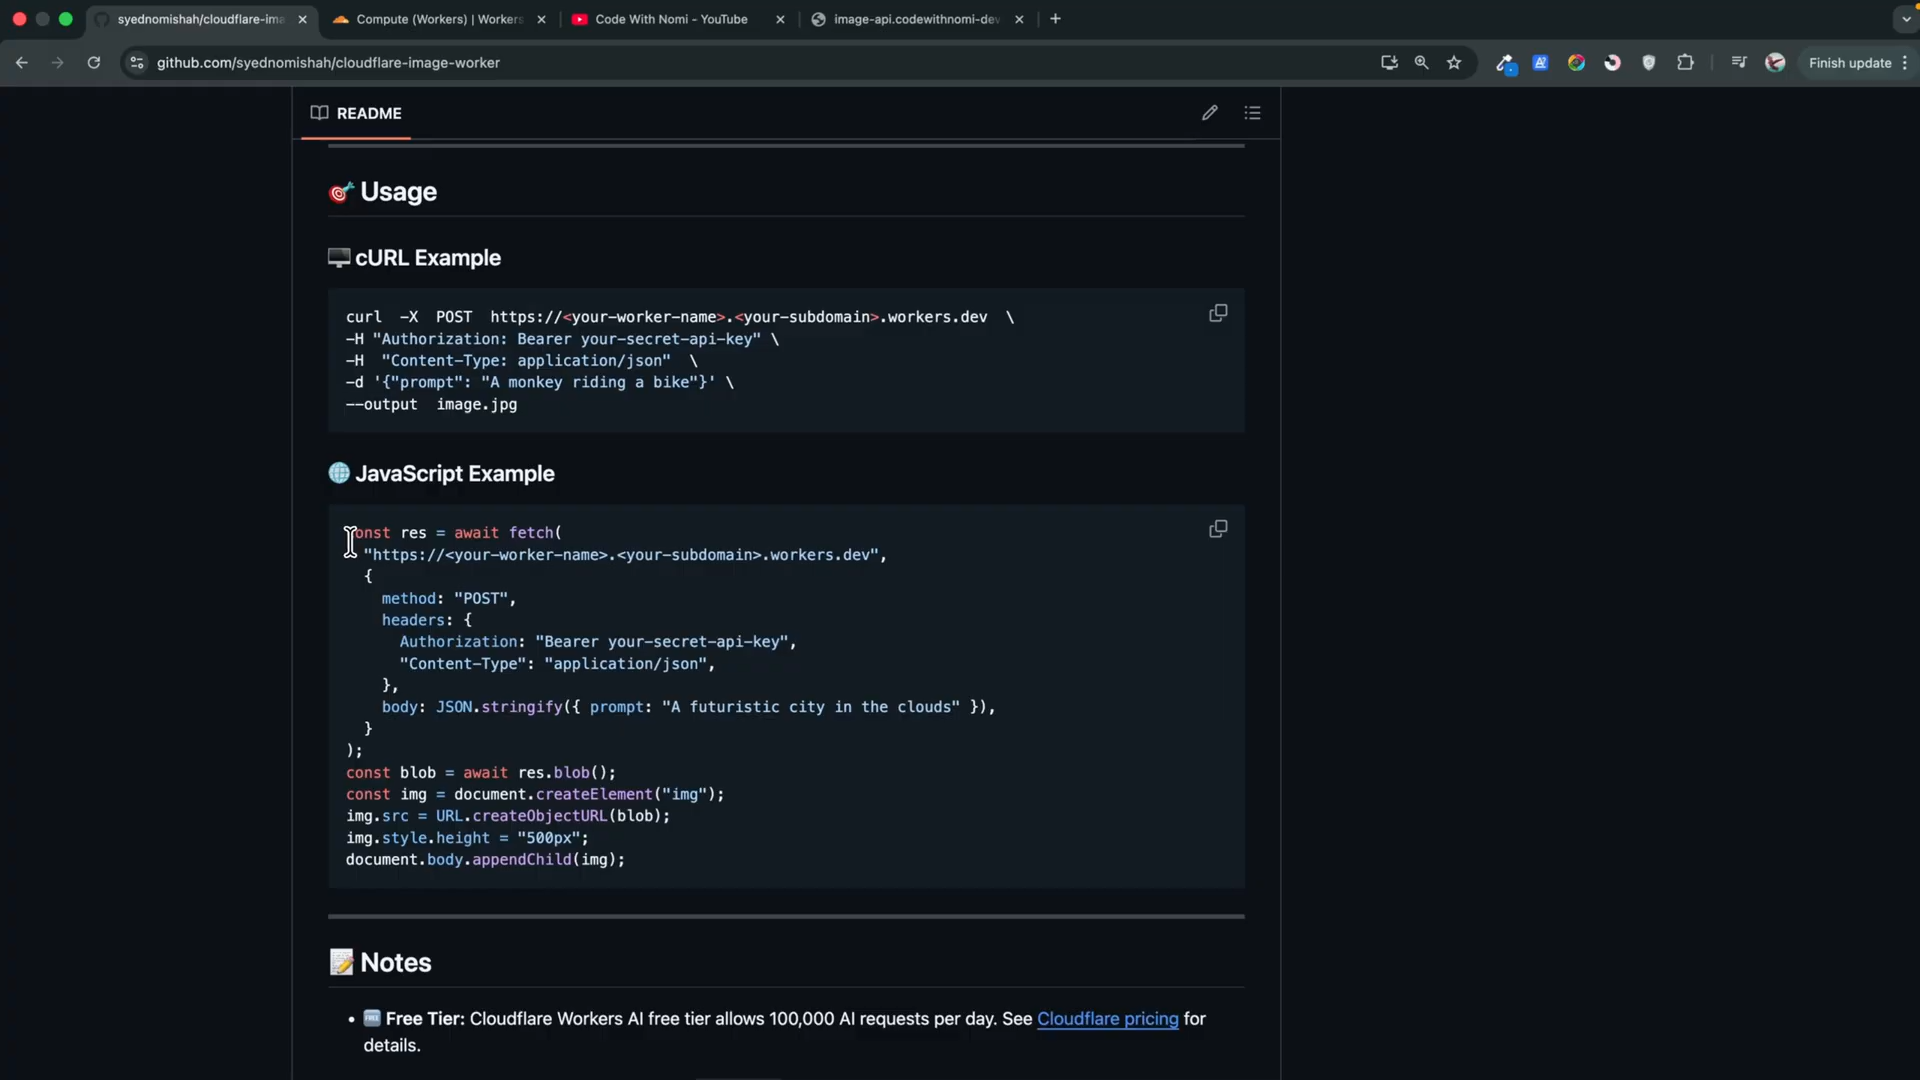 syednomishah/cloudflare-ima
Compute (Workers) | Workers
Code With Nomi - YouTube
image-api.codewithnomi-dev
github.com/syednomishah/cloudflare-image-worker
Finish update
README
Usage
cURL Example
curl -X POST https://<your-worker-name>.<your-subdomain>.workers.dev \
-H "Authorization: Bearer your-secret-api-key" \
-H "Content-Type: application/json" \
-d '{"prompt": "A monkey riding a bike"}' \
--output image.jpg
JavaScript Example
const res = await fetch(
"https://<your-worker-name>.<your-subdomain>.workers.dev",
{
method: "POST",
headers: {
Authorization: "Bearer your-secret-api-key",
"Content-Type": "application/json",
},
body: JSON.stringify({ prompt: "A futuristic city in the clouds" }),
}
);
const blob = await res.blob();
const img = document.createElement("img");
img.src = URL.createObjectURL(blob);
img.style.height = "500px";
document.body.appendChild(img);
Notes
• FREE Free Tier: Cloudflare Workers AI free tier allows 100,000 AI requests per day. See Cloudflare pricing for
details.